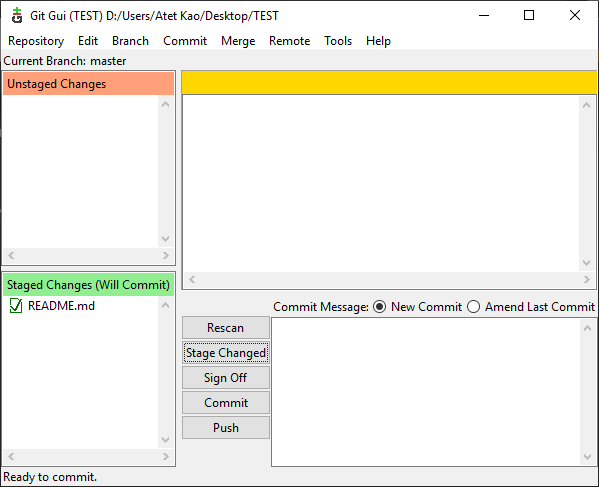 Git Gui (TEST) D:/Users/Atet Kao/Desktop/TEST
Repository Edit Branch Commit Merge Remote Tools Help
Current Branch: master
Unstaged Changes
Staged Changes (Will Commit)
README.md
Commit Message: New Commit Amend Last Commit
Rescan
Stage Changed
Sign Off
Commit
Push
Ready to commit.